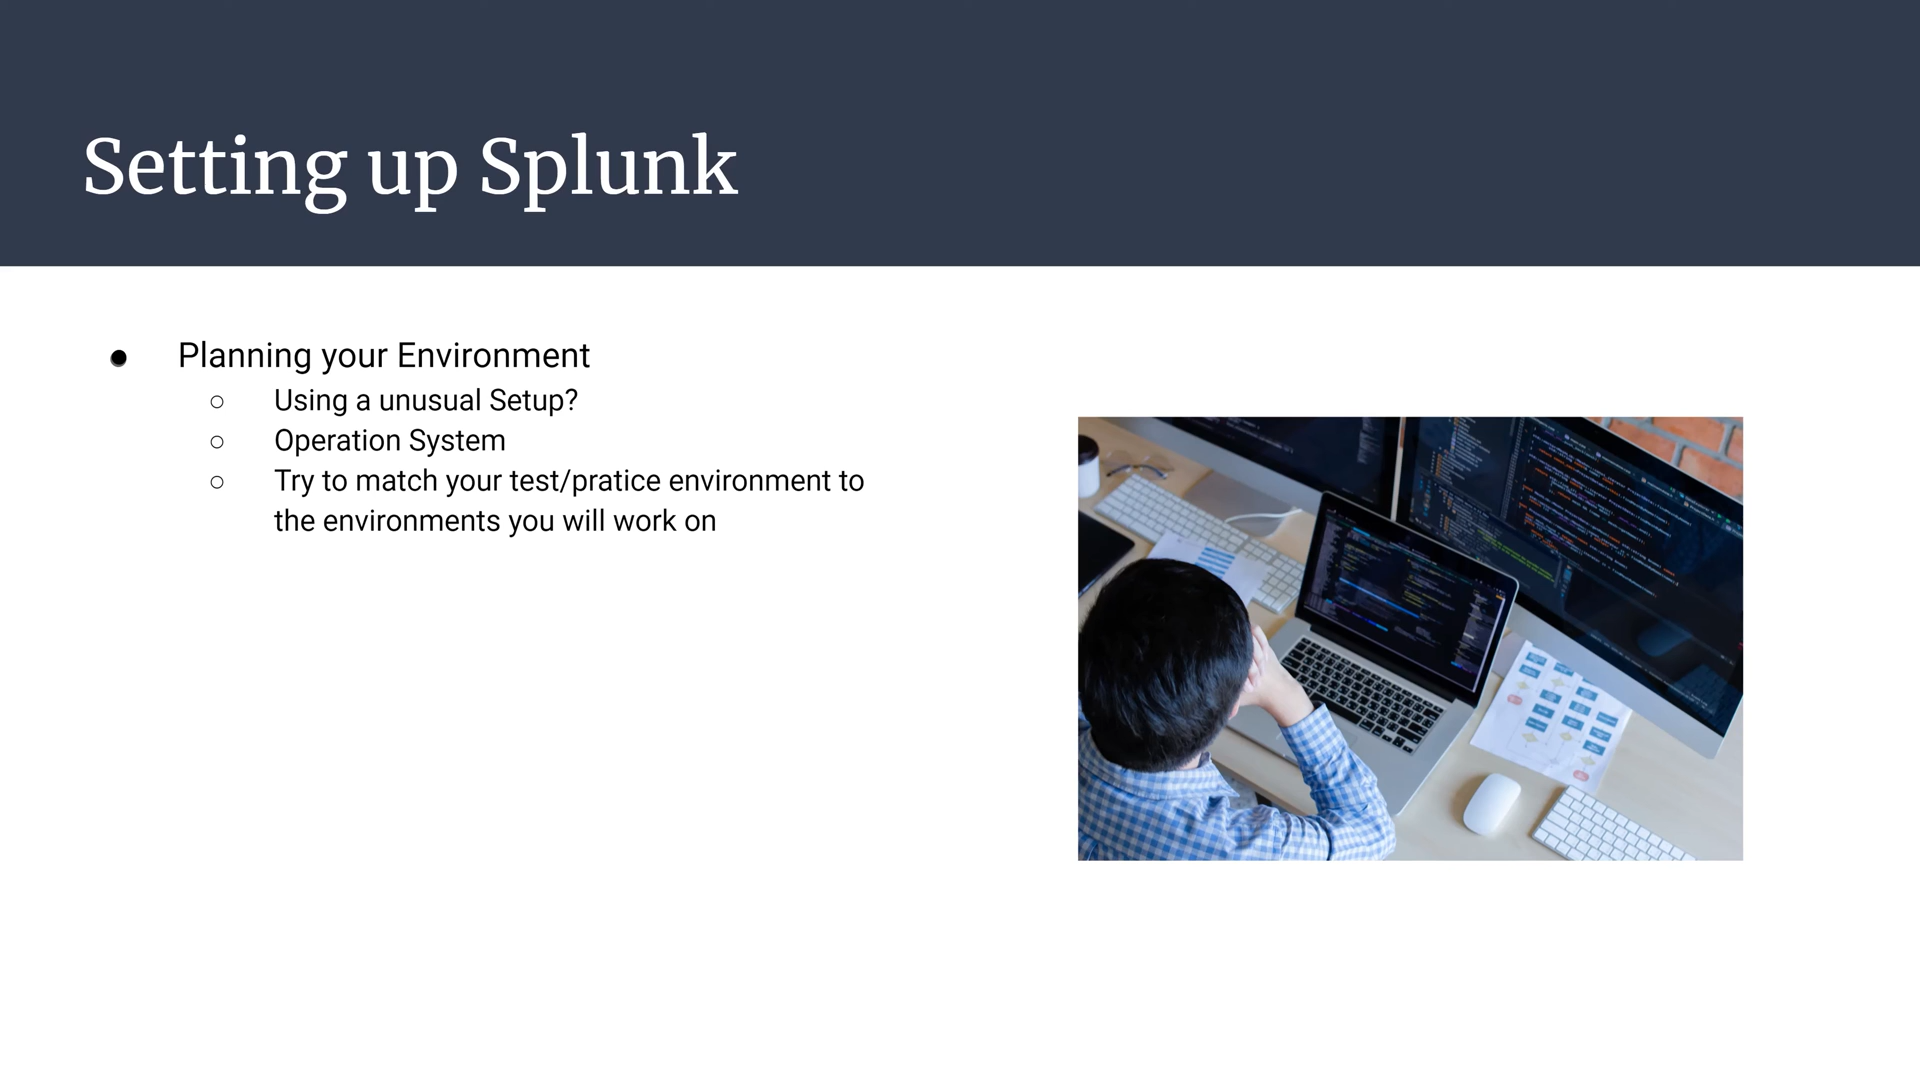 Setting up Splunk
● Planning your Environment
○ Using a unusual Setup?
○ Operation System
○ Try to match your test/pratice environment to
the environments you will work on